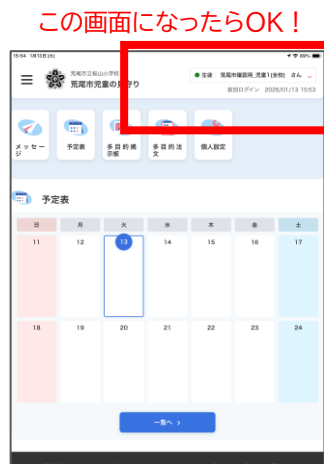 この画面になったらOK！
15:54 1月13日(火)
89%
荒尾市立桜山小学校
荒尾市児童の見守り
生徒 荒尾市確認用_児童1(全校) さん
前回ログイン 2026/01/13 15:53
メッセージ
予定表
多目的掲示板
多目的注文
個人設定
予定表
日 月 火 水 木 金 土
11 12 13 14 15 16 17
18 19 20 21 22 23 24
一覧へ >